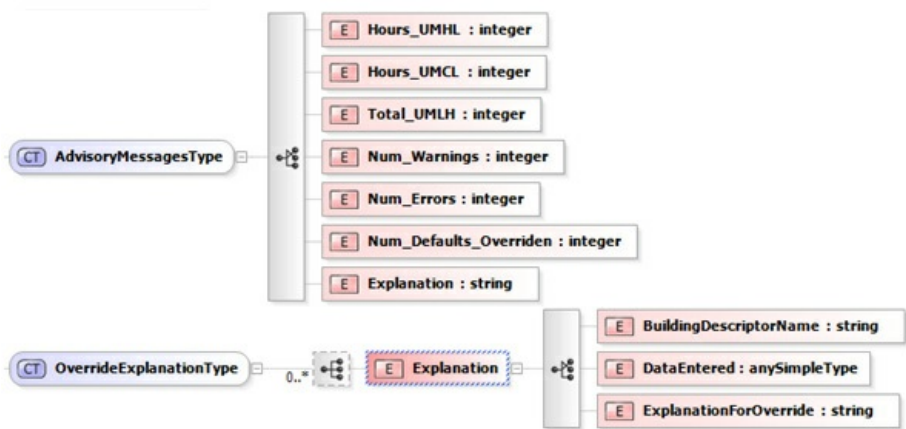 E Hours_UMHL : integer
E Hours_UMCL : integer
E Total_UMLH : integer
CT AdvisoryMessagesType
E Num_Warnings : integer
E Num_Errors : integer
E Num_Defaults_Overriden : integer
E Explanation : string
E BuildingDescriptorName : string
CT OverrideExplanationType
0..*
E Explanation
E DataEntered : anySimpleType
E ExplanationForOverride : string